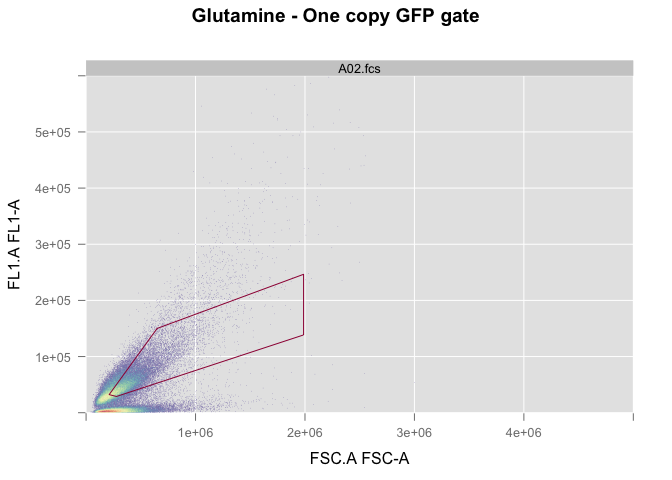 Glutamine - One copy GFP gate
A02.fcs
5e+05
4e+05
3e+05
2e+05
1e+05
FL1.A FL1-A
1e+06 2e+06 3e+06 4e+06
FSC.A FSC-A